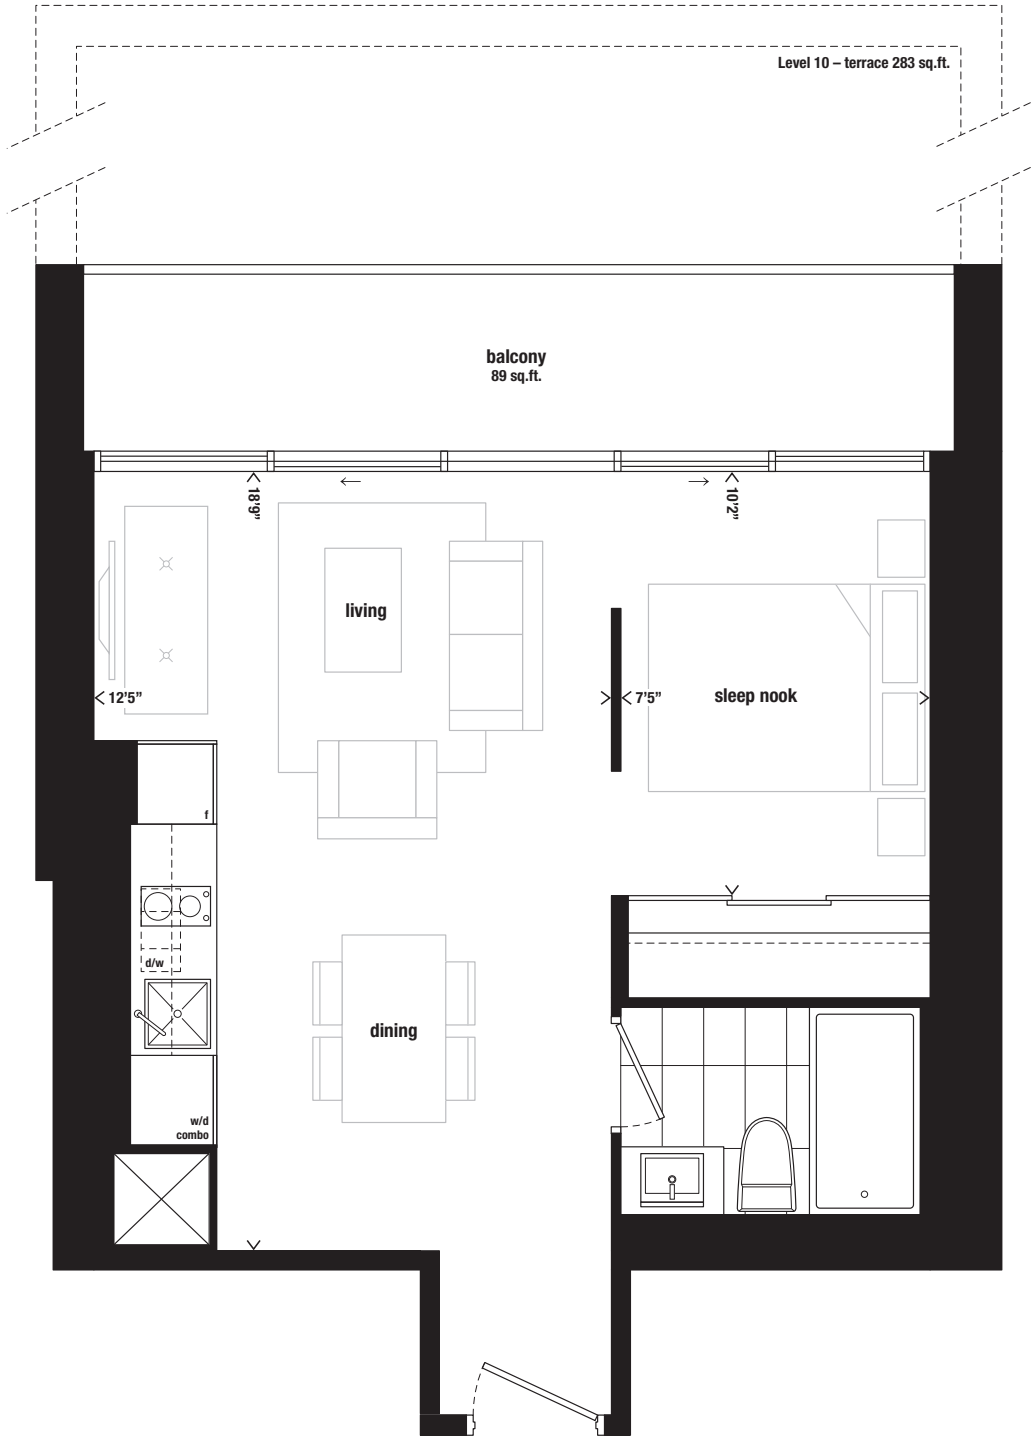 Level 10 – terrace 283 sq.ft.
balcony
89 sq.ft.
18'9"
10'2"
living
12'5"
7'5"
sleep nook
f
d/w
dining
w/d
combo